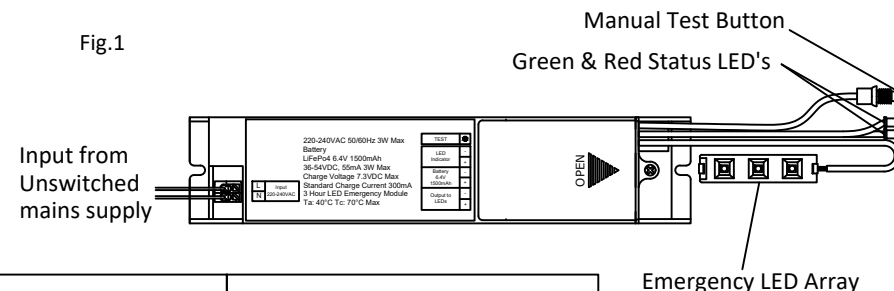 Fig.1
Manual Test Button
Green & Red Status LED's
Input from
Unswitched
mains supply
L
N
Input
220-240VAC
220-240VAC 50/60Hz 3W Max
Battery
LiFePo4 6.4V 1500mAh
36-54VDC, 55mA 3W Max
Charge Voltage 7.3VDC Max
Standard Charge Current 300mA
3 Hour LED Emergency Module
Ta: 40°C Tc: 70°C Max
TEST
LED
Indicator
Battery
6.4V
1500mAh
Output to
LEDs
OPEN
Emergency LED Array